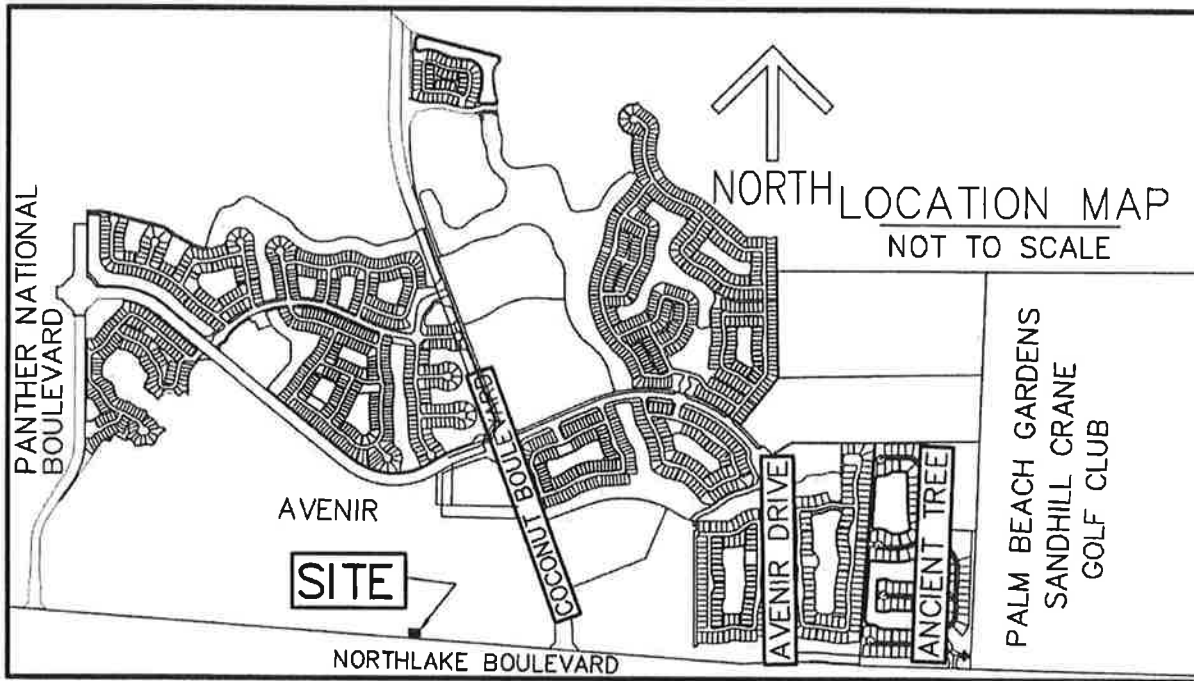 NORTH
LOCATION MAP
NOT TO SCALE
PANTHER NATIONAL
BOULEVARD
PALM BEACH GARDENS
SANDHILL CRANE
GOLF CLUB
COCONUT BOULEVARD
AVENIR DRIVE
ANCIENT TREE
AVENIR
SITE
NORTHLAKE BOULEVARD